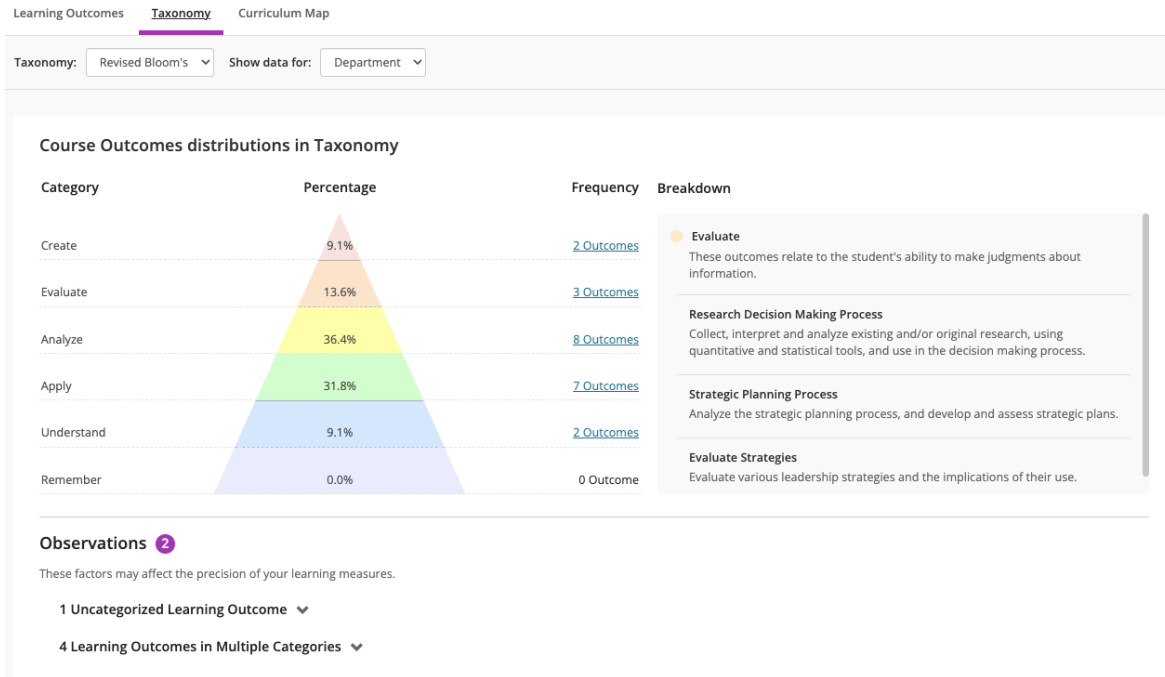 Learning Outcomes Taxonomy Curriculum Map
Taxonomy: Revised Bloom's Show data for: Department
Course Outcomes distributions in Taxonomy
Category Percentage Frequency
Create 9.1% 2 Outcomes
Evaluate 13.6% 3 Outcomes
Analyze 36.4% 8 Outcomes
Apply 31.8% 7 Outcomes
Understand 9.1% 2 Outcomes
Remember 0.0% 0 Outcome
Breakdown
Evaluate
These outcomes relate to the student's ability to make judgments about
information.
Research Decision Making Process
Collect, interpret and analyze existing and/or original research, using
quantitative and statistical tools, and use in the decision making process.
Strategic Planning Process
Analyze the strategic planning process, and develop and assess strategic plans.
Evaluate Strategies
Evaluate various leadership strategies and the implications of their use.
Observations 2
These factors may affect the precision of your learning measures.
1 Uncategorized Learning Outcome
4 Learning Outcomes in Multiple Categories